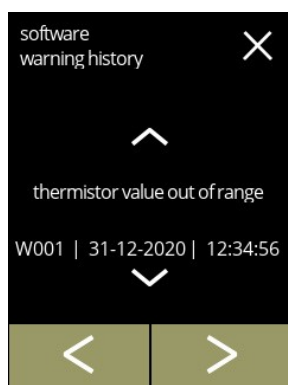 software
warning history
thermistor value out of range
W001 | 31-12-2020 | 12:34:56